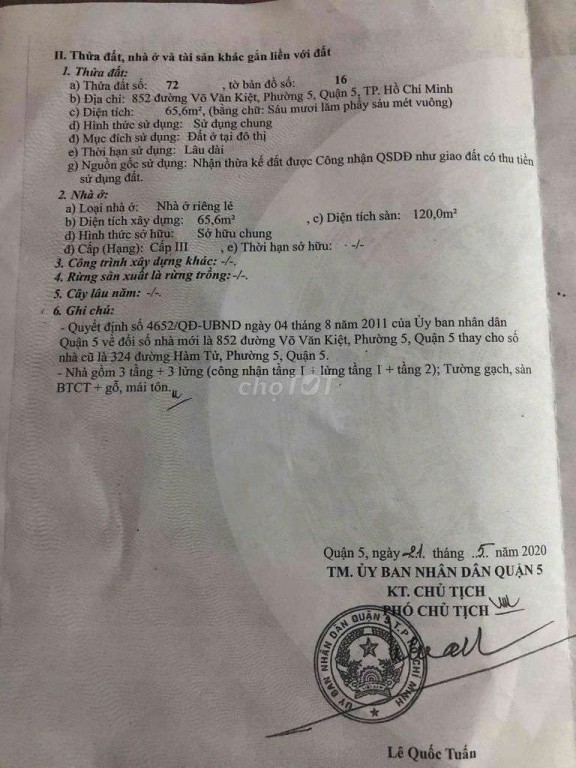 II. Thửa đất, nhà ở và tài sản khác gắn liền với đất
1. Thửa đất:
a) Thửa đất số: 72 , tờ bản đồ số: 16
b) Địa chỉ: 852 đường Võ Văn Kiệt, Phường 5, Quận 5, TP. Hồ Chí Minh
c) Diện tích: 65,6m², (bằng chữ: Sáu mươi lăm phẩy sáu mét vuông)
d) Hình thức sử dụng: Sử dụng chung
đ) Mục đích sử dụng: Đất ở tại đô thị
e) Thời hạn sử dụng: Lâu dài
g) Nguồn gốc sử dụng: Nhận thừa kế đất được Công nhận QSDĐ như giao đất có thu tiền
sử dụng đất.
2. Nhà ở:
a) Loại nhà ở: Nhà ở riêng lẻ
b) Diện tích xây dựng: 65,6m² , c) Diện tích sàn: 120,0m²
d) Hình thức sở hữu: Sở hữu chung
đ) Cấp (Hạng): Cấp III , e) Thời hạn sở hữu: -/-
3. Công trình xây dựng khác: -/-.
4. Rừng sản xuất là rừng trồng: -/-.
5. Cây lâu năm: -/-.
6. Ghi chú:
- Quyết định số 4652/QĐ-UBND ngày 04 tháng 8 năm 2011 của Ủy ban nhân dân
Quận 5 về đổi số nhà mới là 852 đường Võ Văn Kiệt, Phường 5, Quận 5 thay cho số
nhà cũ là 324 đường Hàm Tử, Phường 5, Quận 5.
- Nhà gồm 3 tầng + 3 lửng (công nhận tầng 1 + lửng tầng 1 + tầng 2); Tường gạch, sàn
BTCT + gỗ, mái tôn.
chợTỐT
Quận 5, ngày 21 tháng 5 năm 2020
TM. ỦY BAN NHÂN DÂN QUẬN 5
KT. CHỦ TỊCH
PHÓ CHỦ TỊCH
ỦY BAN NHÂN DÂN QUẬN 5 T.P HỒ CHÍ MINH
Lê Quốc Tuấn